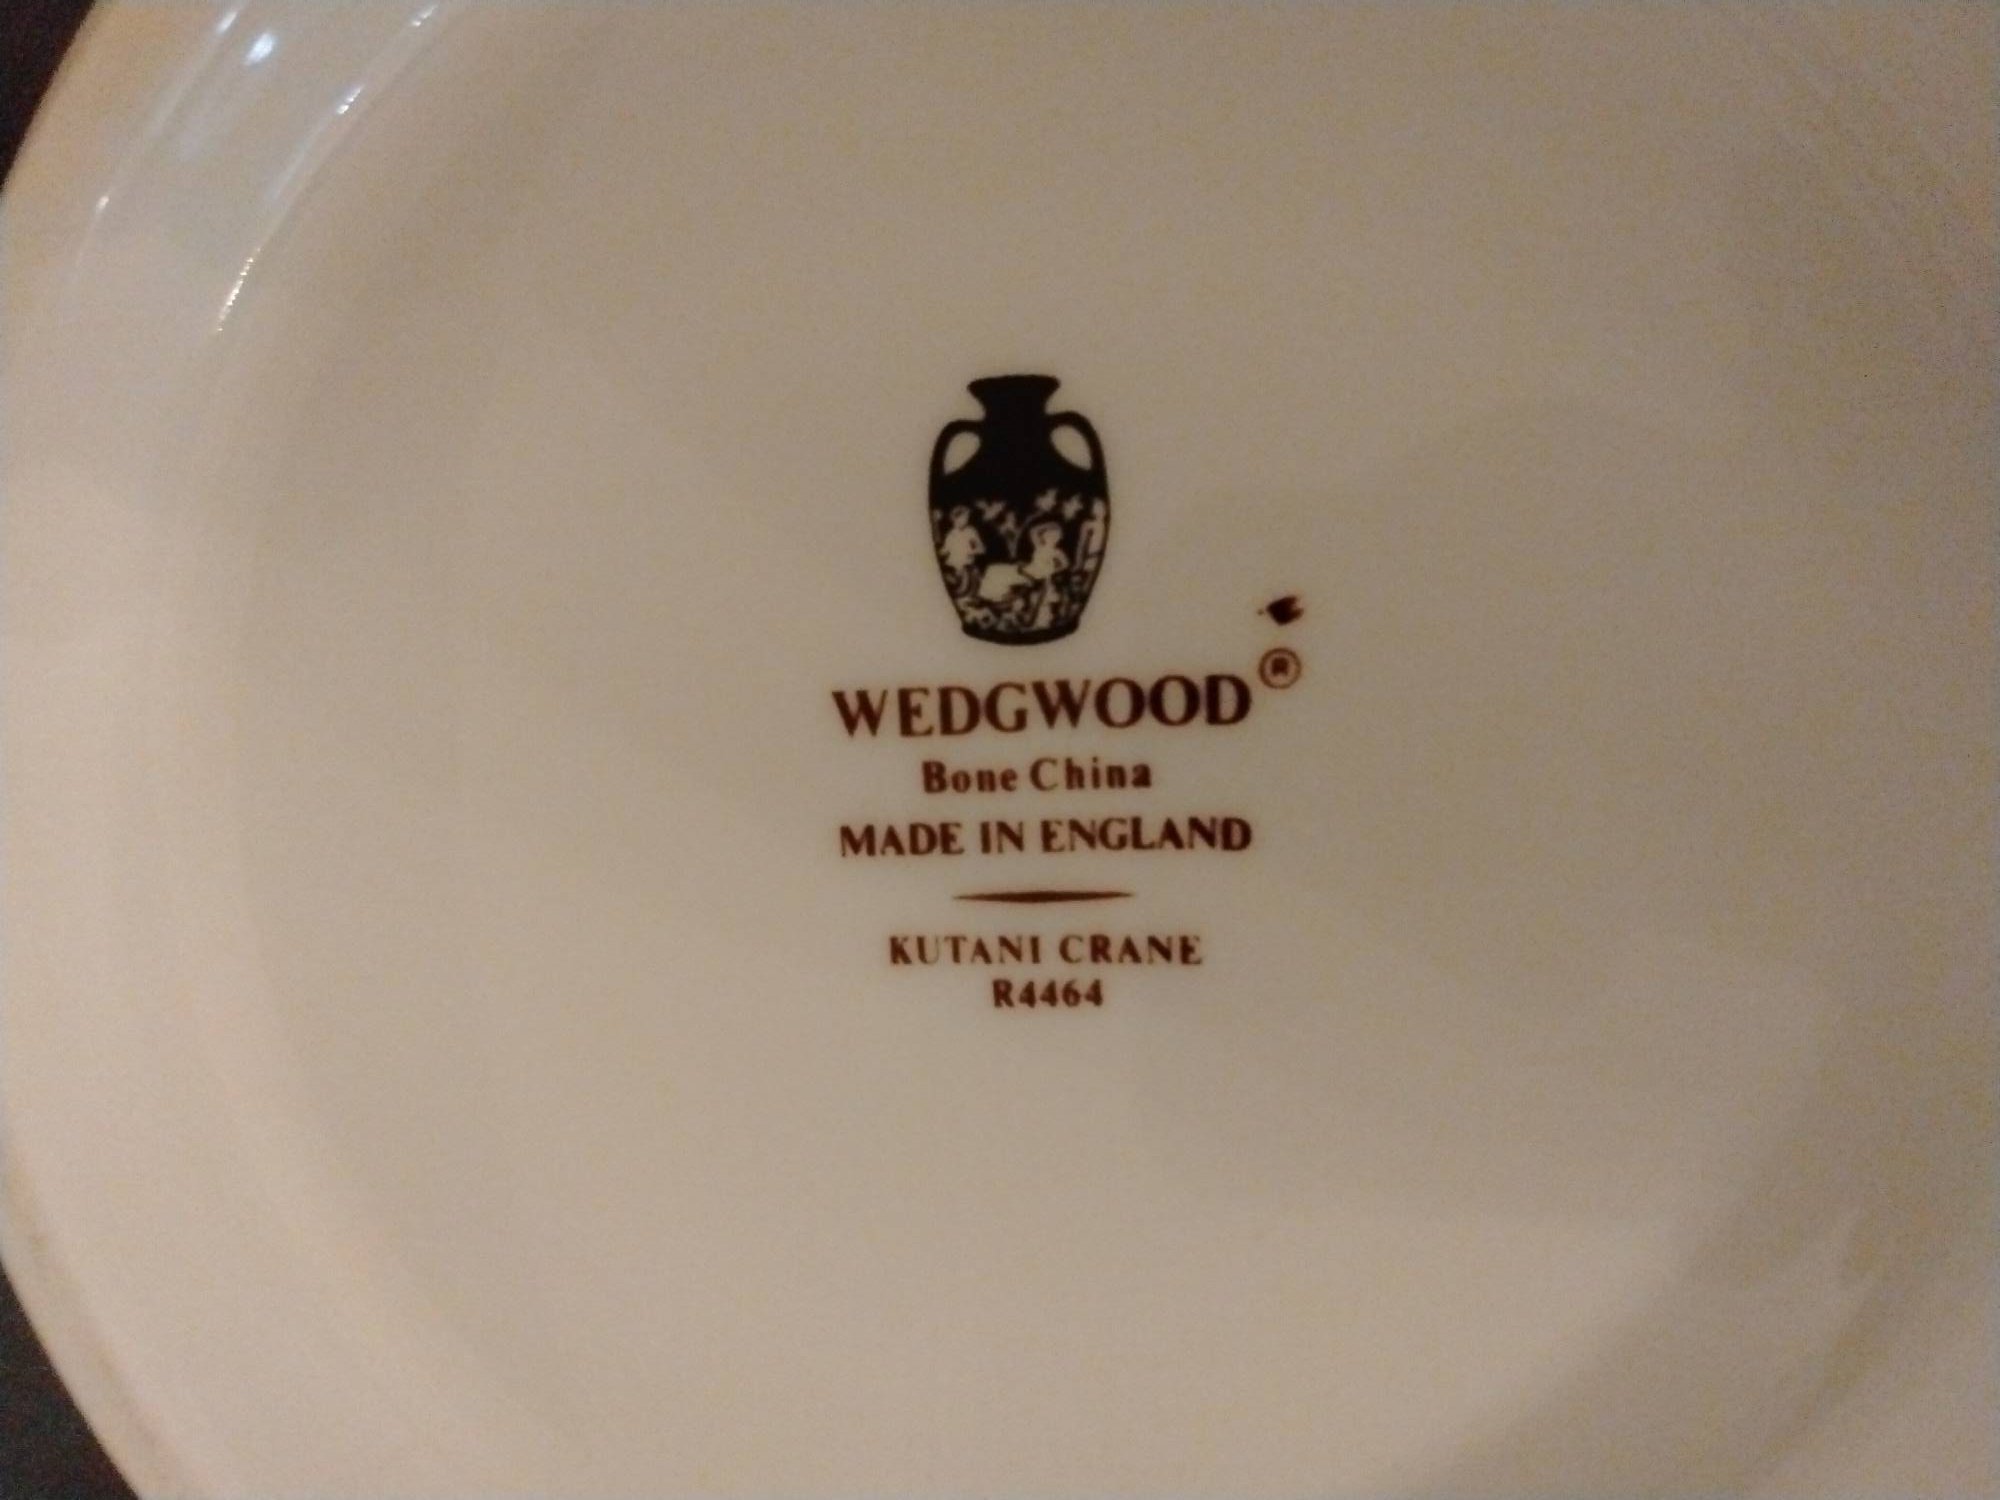 WEDGWOOD®
Bone China
MADE IN ENGLAND
KUTANI CRANE
R4464